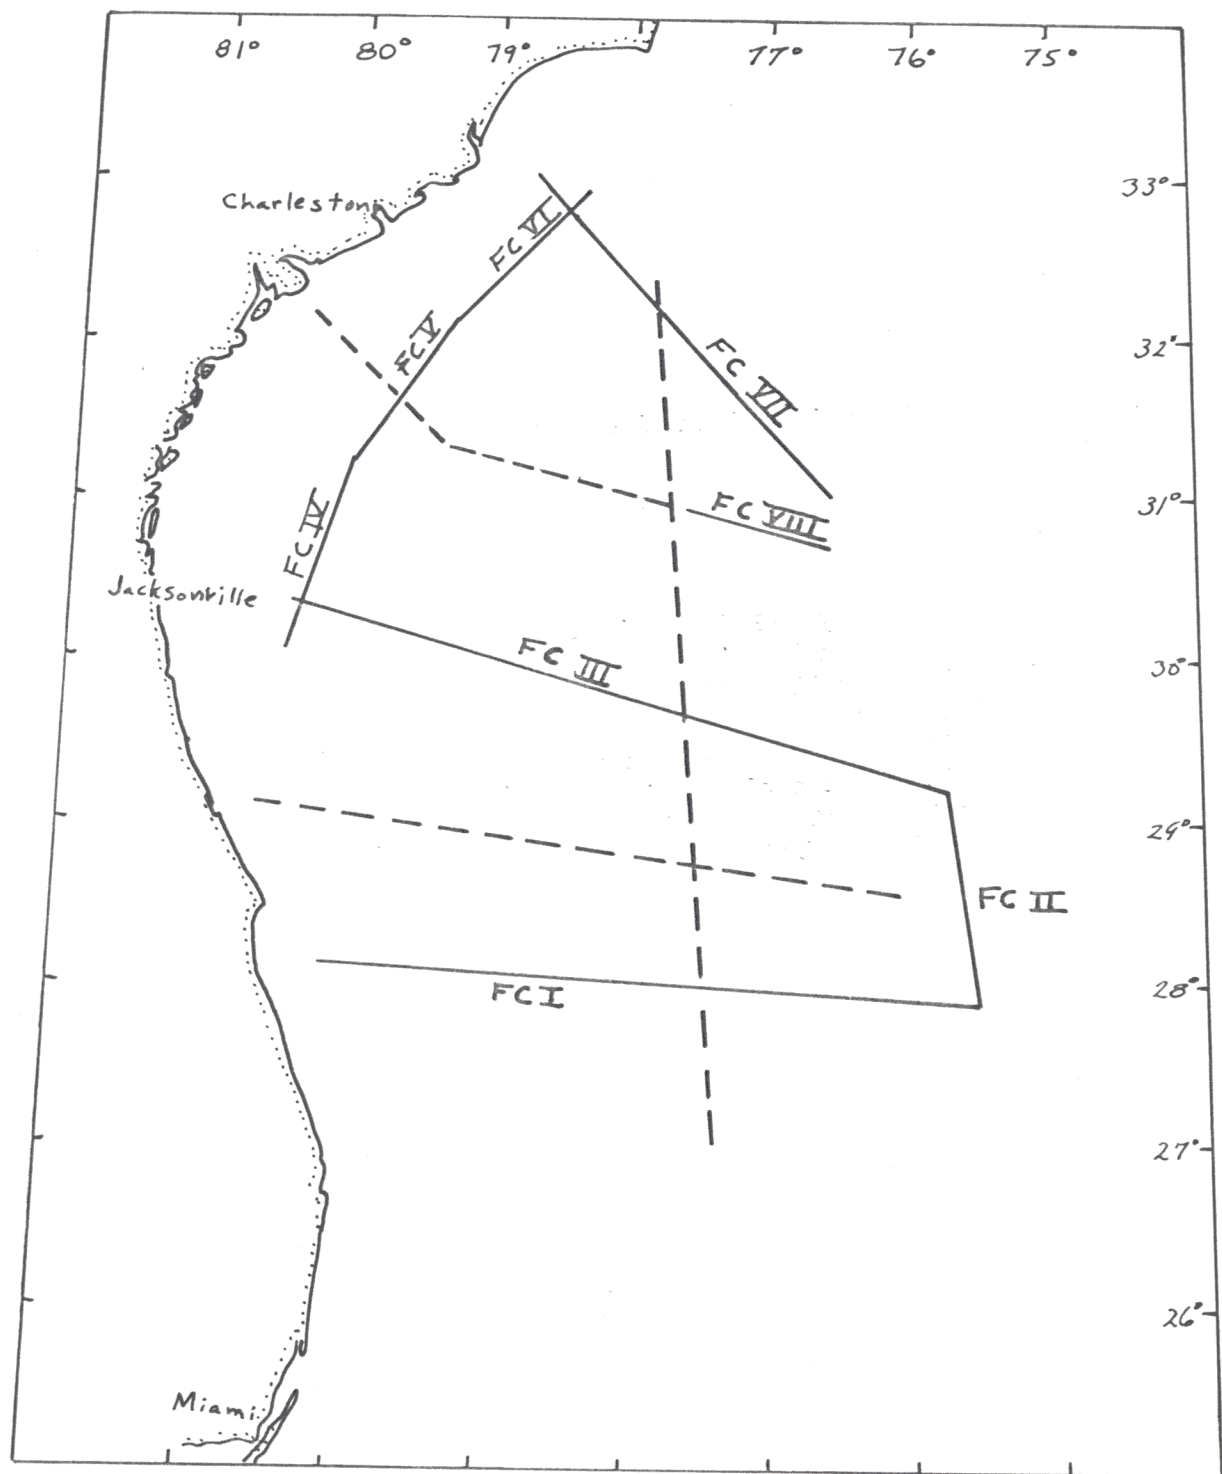 81° 80° 79° 77° 76° 75°
33°
Charleston
FC VI
32°
FC V
FC VII
31°
FC VIII
FC IV
Jacksonville
30°
FC III
29°
FC II
28°
FC I
27°
26°
Miami